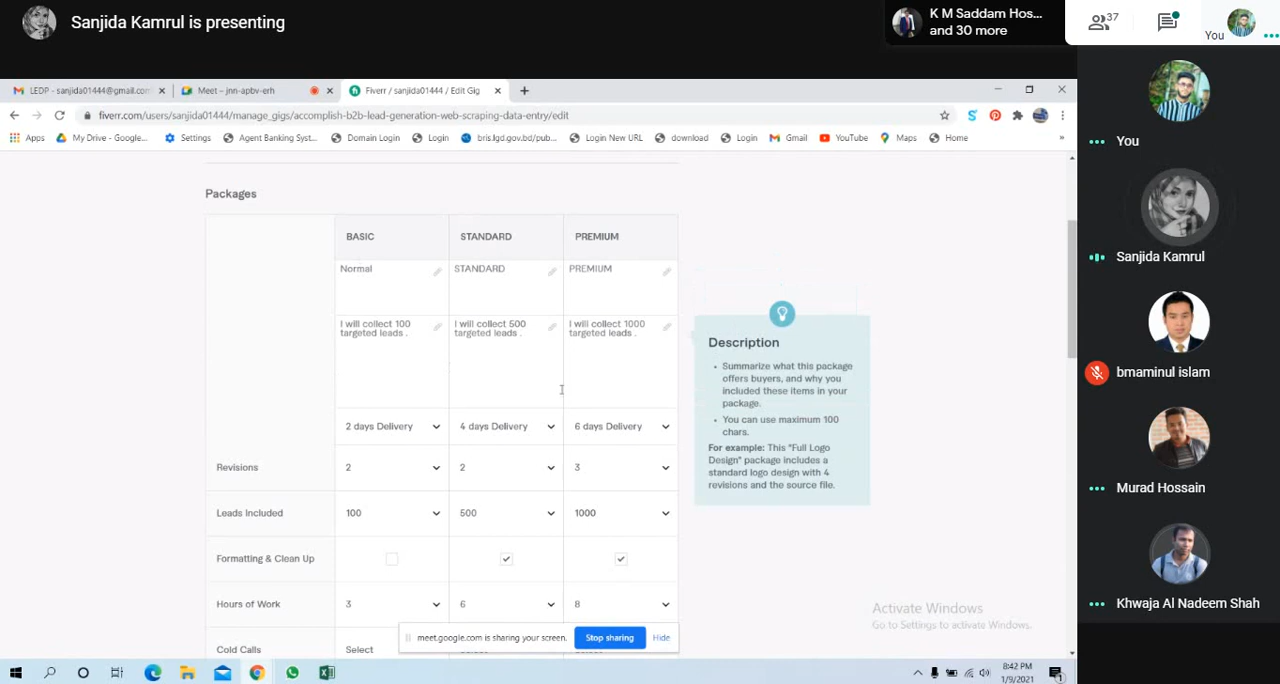 Sanjida Kamrul is presenting
K M Saddam Hos...
and 30 more
37
You
LEDP - sanjida01444@gmail.com
Meet – jnn-apbv-erh
Fiverr / sanjida01444 / Edit Gig
fiverr.com/users/sanjida01444/manage_gigs/accomplish-b2b-lead-generation-web-scraping-data-entry/edit
Apps
My Drive - Google...
Settings
Agent Banking Syst...
Domain Login
Login
bris.lgd.gov.bd/pub...
Login New URL
download
Login
Gmail
YouTube
Maps
Home
»
Packages
BASIC STANDARD PREMIUM
Normal STANDARD PREMIUM
I will collect 100 I will collect 500 I will collect 1000
targeted leads . targeted leads . targeted leads .
2 days Delivery 4 days Delivery 6 days Delivery
Revisions 2 2 3
Leads Included 100 500 1000
Formatting & Clean Up
Hours of Work 3 6 8
Cold Calls Select
Description
• Summarize what this package
offers buyers, and why you
included these items in your
package.
• You can use maximum 100
chars.
For example: This "Full Logo
Design" package includes a
standard logo design with 4
revisions and the source file.
Activate Windows
Go to Settings to activate Windows.
meet.google.com is sharing your screen.
Stop sharing
Hide
8:42 PM
1/9/2021
1
You
Sanjida Kamrul
bmaminul islam
Murad Hossain
Khwaja Al Nadeem Shah